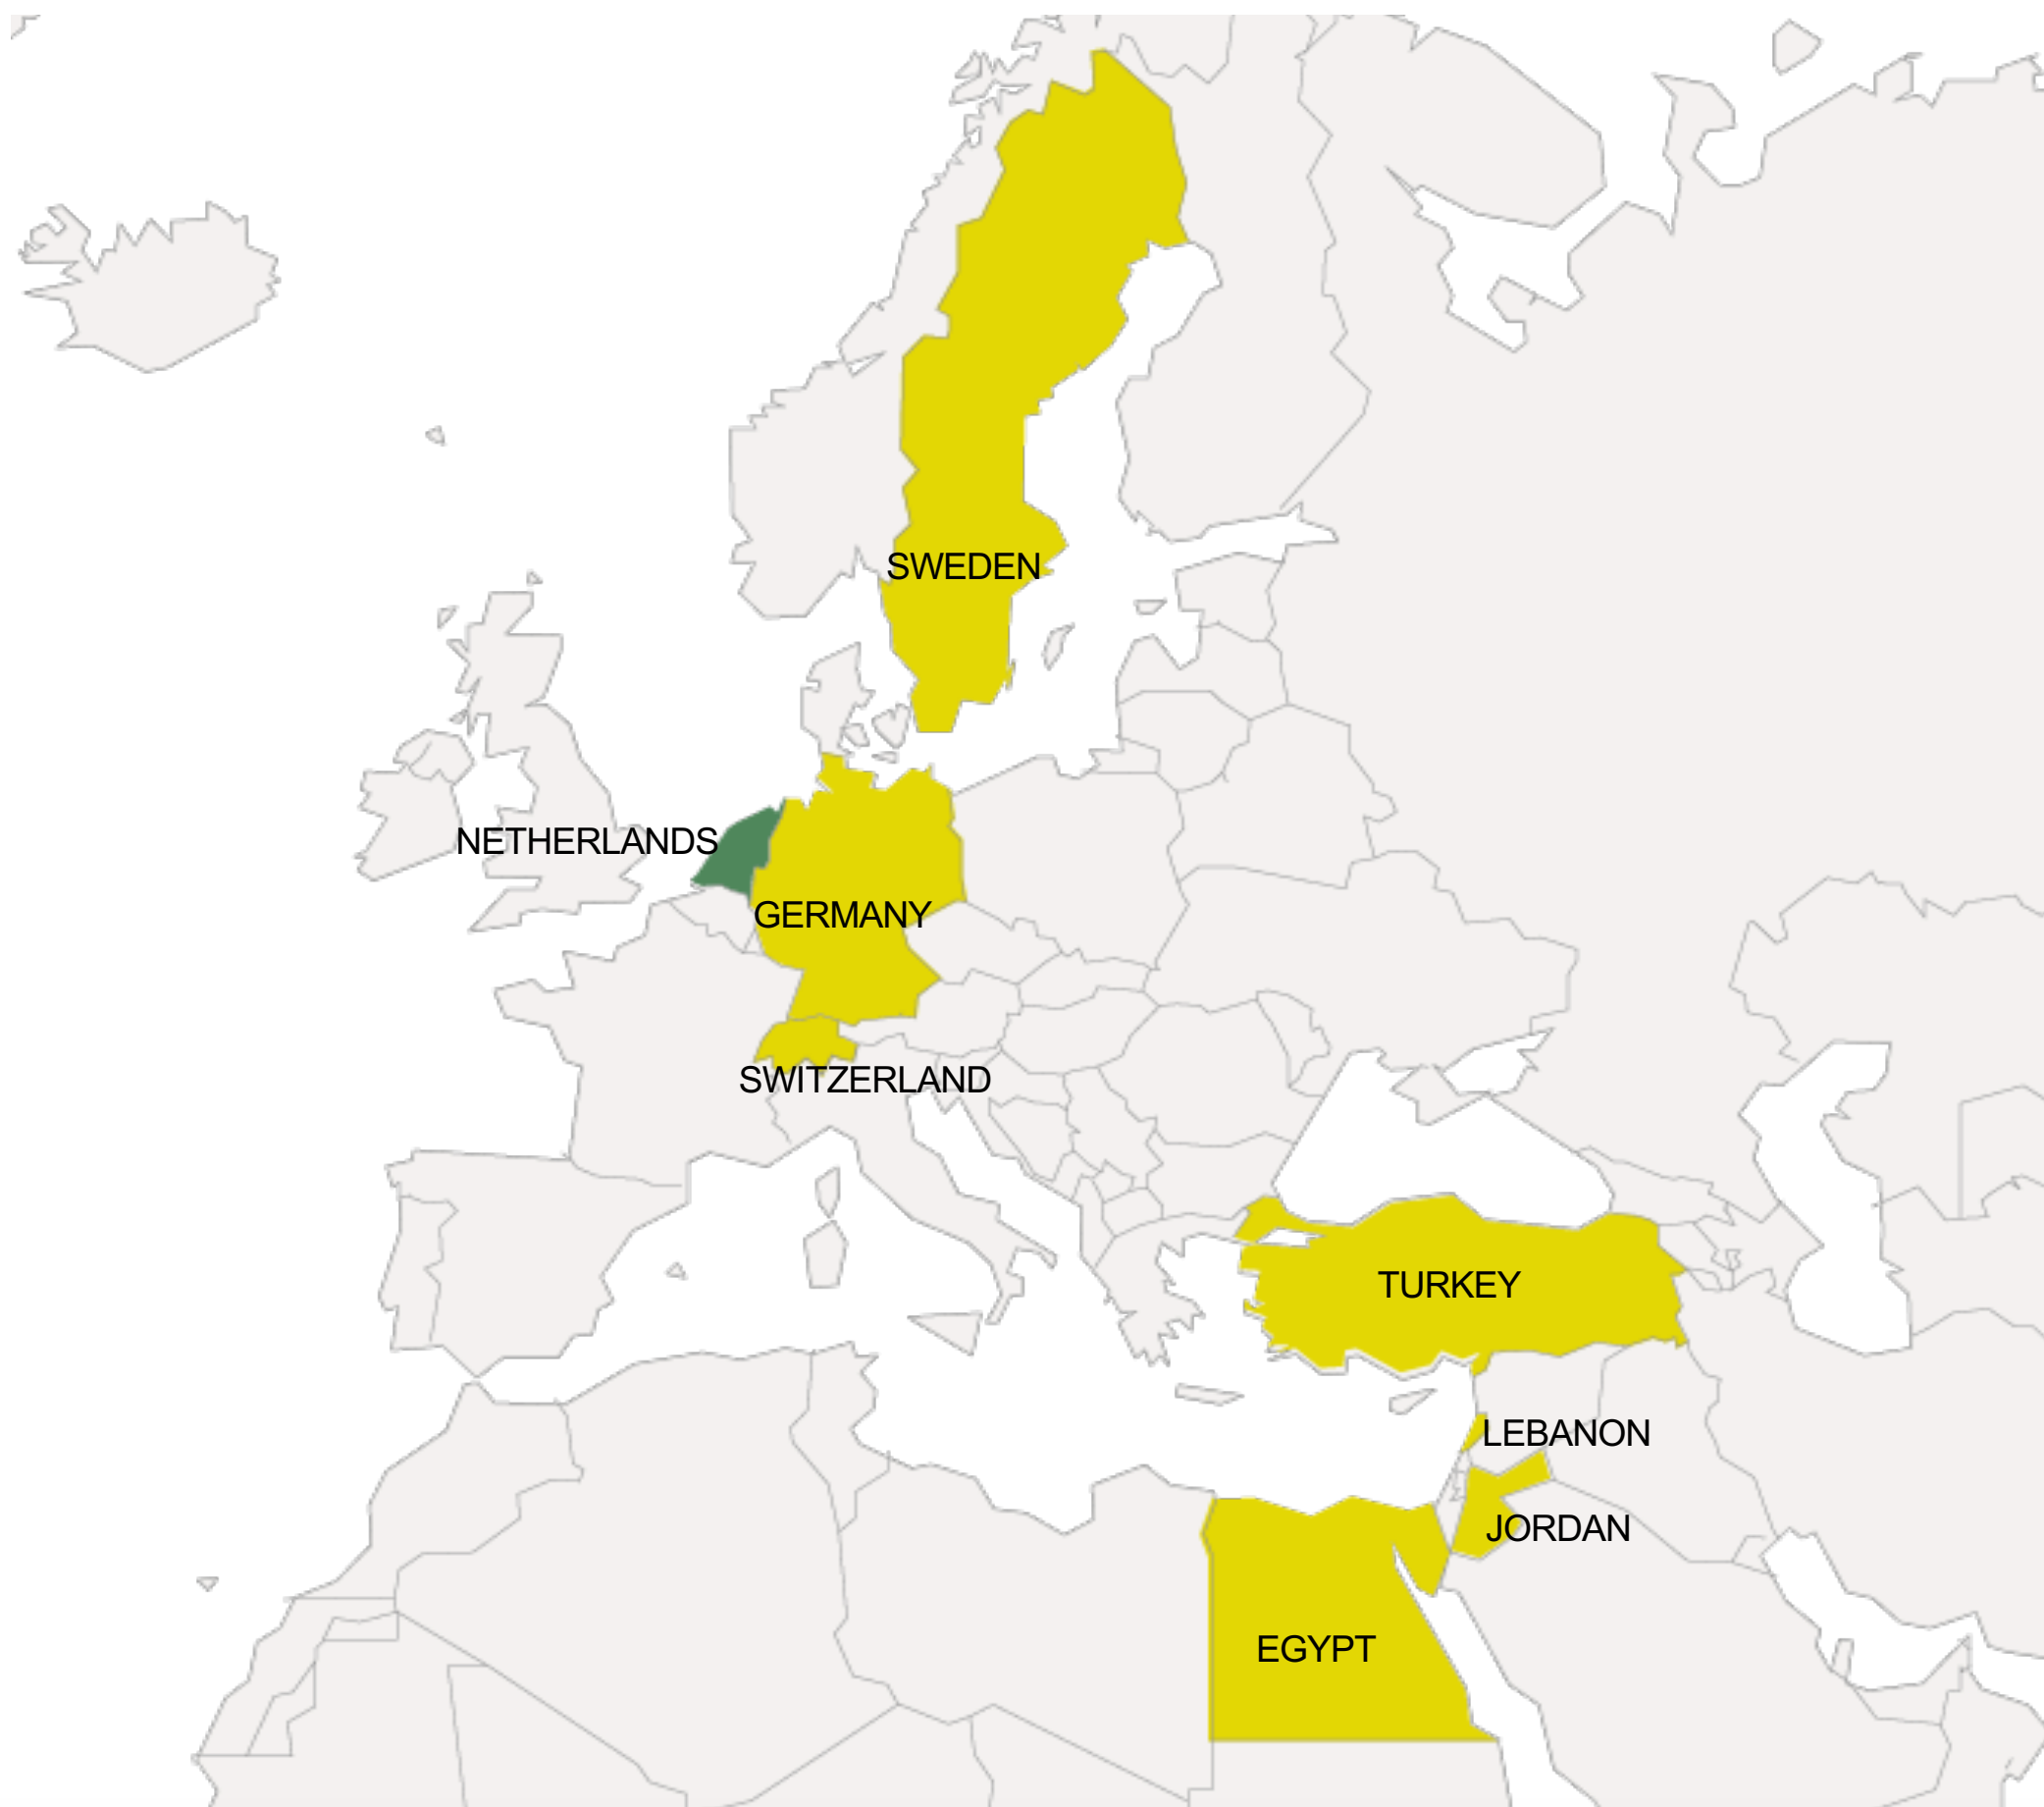 SWEDEN
NETHERLANDS
GERMANY
SWITZERLAND
TURKEY
LEBANON
JORDAN
EGYPT